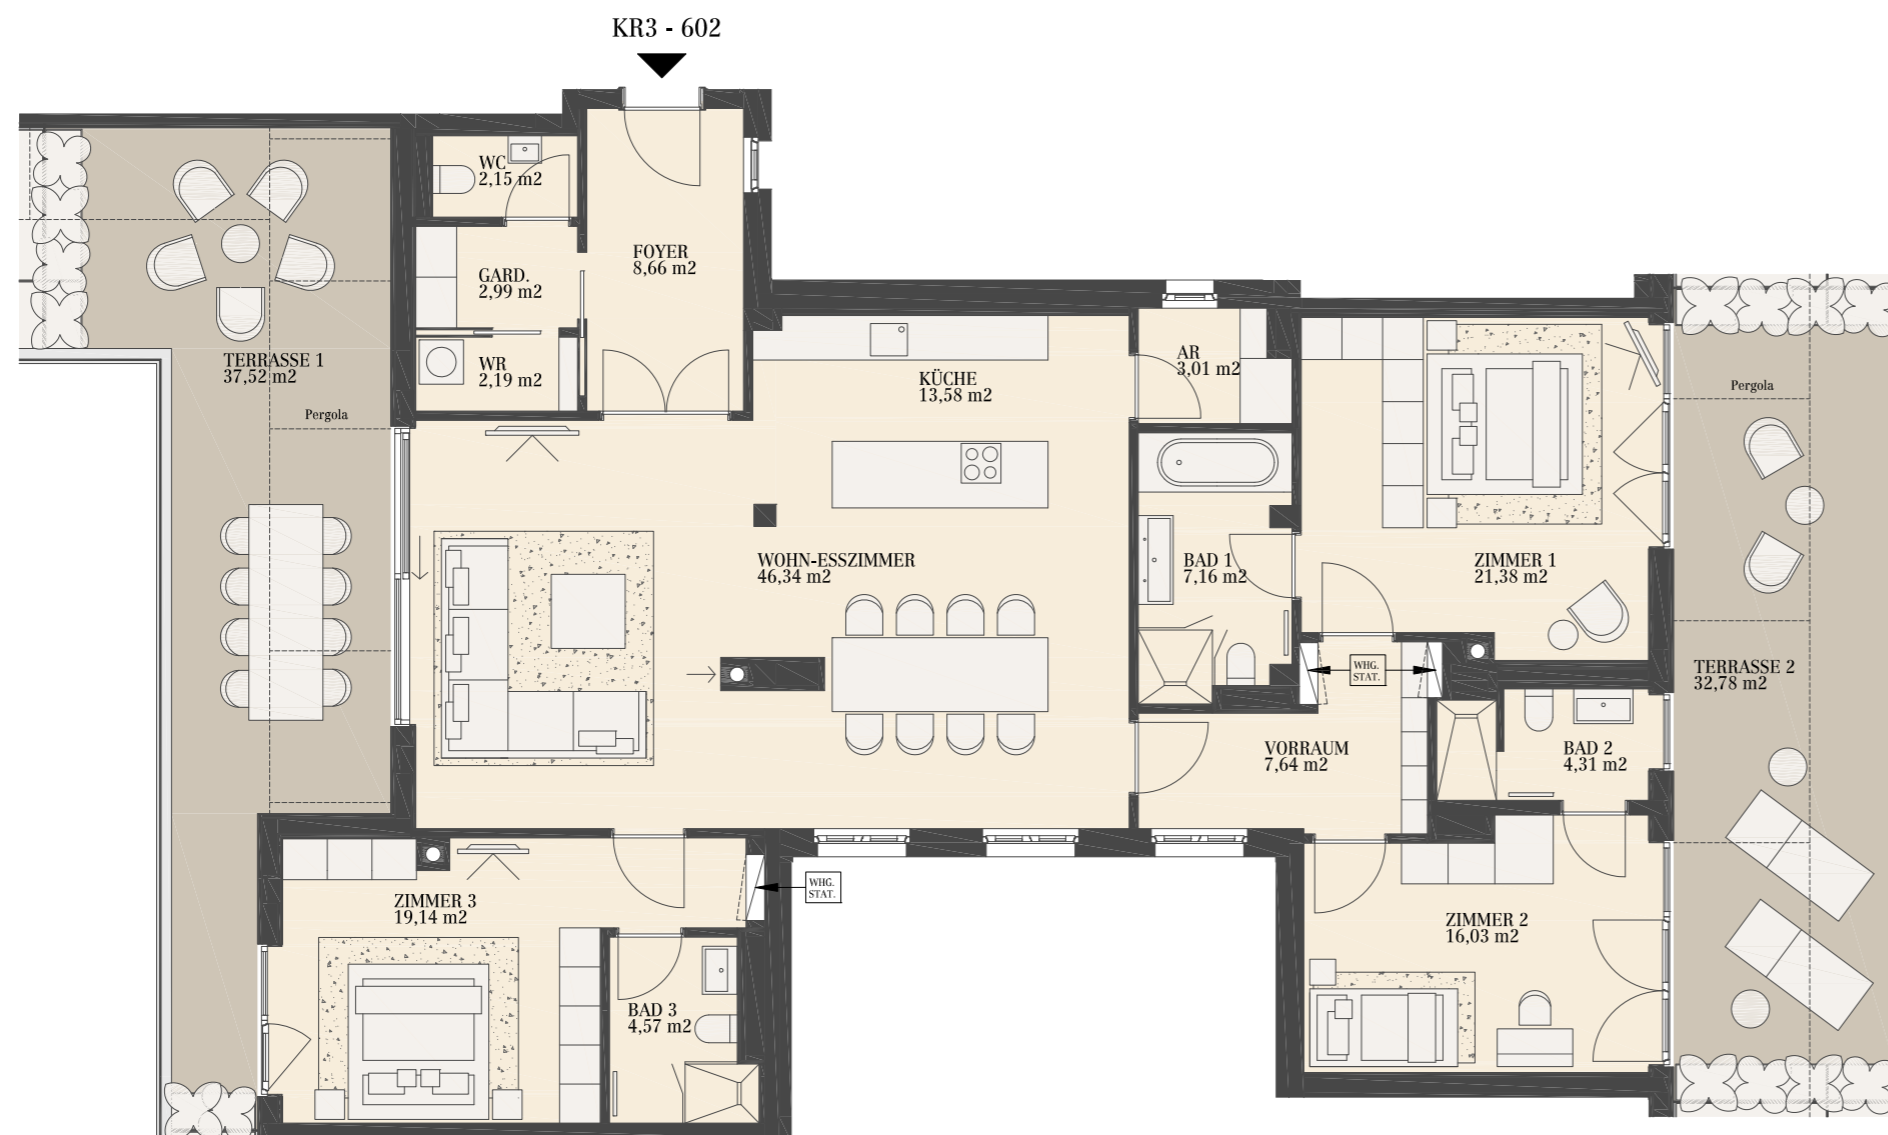 KR3 - 602
WC
2,15 m2
FOYER
8,66 m2
GARD.
2,99 m2
WR
2,19 m2
TERRASSE 1
37,52 m2
Pergola
KÜCHE
13,58 m2
AR
3,01 m2
Pergola
WOHN-ESSZIMMER
46,34 m2
BAD 1
7,16 m2
ZIMMER 1
21,38 m2
WHG.
STAT.
TERRASSE 2
32,78 m2
VORRAUM
7,64 m2
BAD 2
4,31 m2
ZIMMER 3
19,14 m2
WHG.
STAT.
ZIMMER 2
16,03 m2
BAD 3
4,57 m2